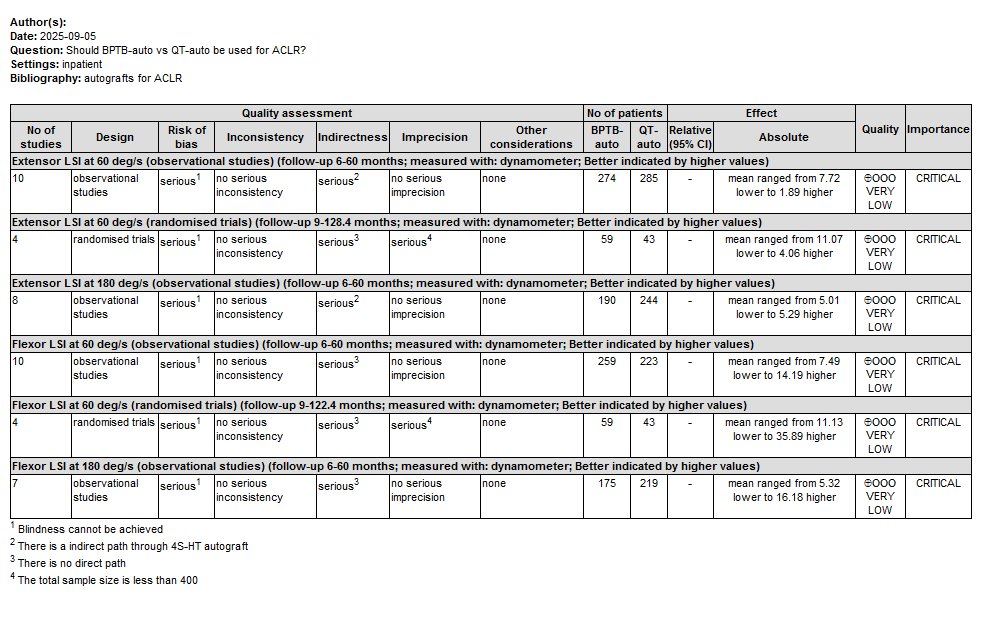 Author(s):
Date: 2025-09-05
Question: Should BPTB-auto vs QT-auto be used for ACLR?
Settings: inpatient
Bibliography: autografts for ACLR
Quality assessment No of patients Effect Quality Importance
No of studies Design Risk of bias Inconsistency Indirectness Imprecision Other considerations BPTB-auto QT-auto Relative (95% CI) Absolute
Extensor LSI at 60 deg/s (observational studies) (follow-up 6-60 months; measured with: dynamometer; Better indicated by higher values)
10 observational studies serious1 no serious inconsistency serious2 no serious imprecision none 274 285 - mean ranged from 7.72 lower to 1.89 higher ⊕OOO VERY LOW CRITICAL
Extensor LSI at 60 deg/s (randomised trials) (follow-up 9-128.4 months; measured with: dynamometer; Better indicated by higher values)
4 randomised trials serious1 no serious inconsistency serious3 serious4 none 59 43 - mean ranged from 11.07 lower to 4.06 higher ⊕OOO VERY LOW CRITICAL
Extensor LSI at 180 deg/s (observational studies) (follow-up 6-60 months; measured with: dynamometer; Better indicated by higher values)
8 observational studies serious1 no serious inconsistency serious2 no serious imprecision none 190 244 - mean ranged from 5.01 lower to 5.29 higher ⊕OOO VERY LOW CRITICAL
Flexor LSI at 60 deg/s (observational studies) (follow-up 6-60 months; measured with: dynamometer; Better indicated by higher values)
10 observational studies serious1 no serious inconsistency serious3 no serious imprecision none 259 223 - mean ranged from 7.49 lower to 14.19 higher ⊕OOO VERY LOW CRITICAL
Flexor LSI at 60 deg/s (randomised trials) (follow-up 9-122.4 months; measured with: dynamometer; Better indicated by higher values)
4 randomised trials serious1 no serious inconsistency serious3 serious4 none 59 43 - mean ranged from 11.13 lower to 35.89 higher ⊕OOO VERY LOW CRITICAL
Flexor LSI at 180 deg/s (observational studies) (follow-up 6-60 months; measured with: dynamometer; Better indicated by higher values)
7 observational studies serious1 no serious inconsistency serious3 no serious imprecision none 175 219 - mean ranged from 5.32 lower to 16.18 higher ⊕OOO VERY LOW CRITICAL
1 Blindness cannot be achieved
2 There is a indirect path through 4S-HT autograft
3 There is no direct path
4 The total sample size is less than 400